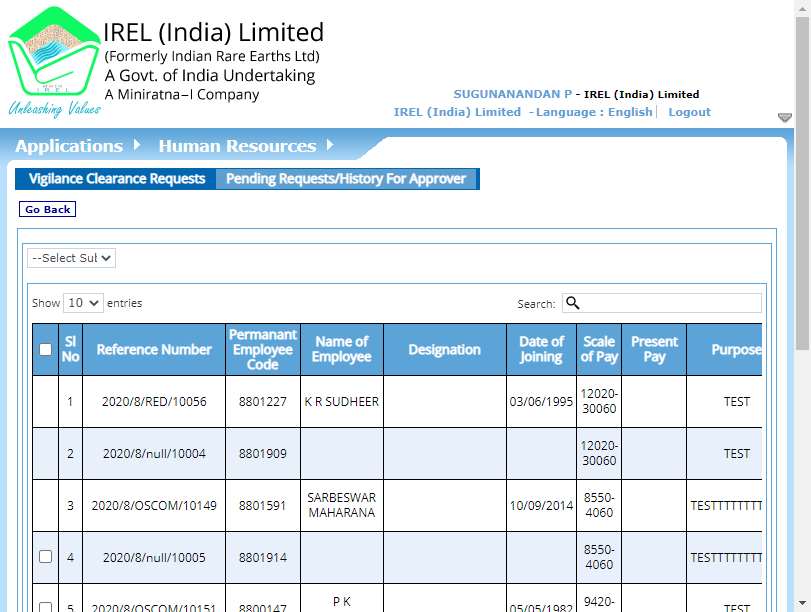 IREL (India) Limited
(Formerly Indian Rare Earths Ltd)
A Govt. of India Undertaking
A Miniratna–I Company
Unleashing Values
IREL
SUGUNANANDAN P - IREL (India) Limited
IREL (India) Limited - Language : English | Logout
Applications Human Resources
Vigilance Clearance Requests Pending Requests/History For Approver
Go Back
--Select Sul
Show 10 entries Search:
Sl No Reference Number Permanant Employee Code Name of Employee Designation Date of Joining Scale of Pay Present Pay Purpose
1 2020/8/RED/10056 8801227 K R SUDHEER 03/06/1995 12020-30060 TEST
2 2020/8/null/10004 8801909 12020-30060 TEST
3 2020/8/OSCOM/10149 8801591 SARBESWAR MAHARANA 10/09/2014 8550-4060 TESTTTTTTTT
4 2020/8/null/10005 8801914 8550-4060 TESTTTTTTTT
5 2020/8/OSCOM/10151 8800147 P K 05/05/1982 9420- TEST